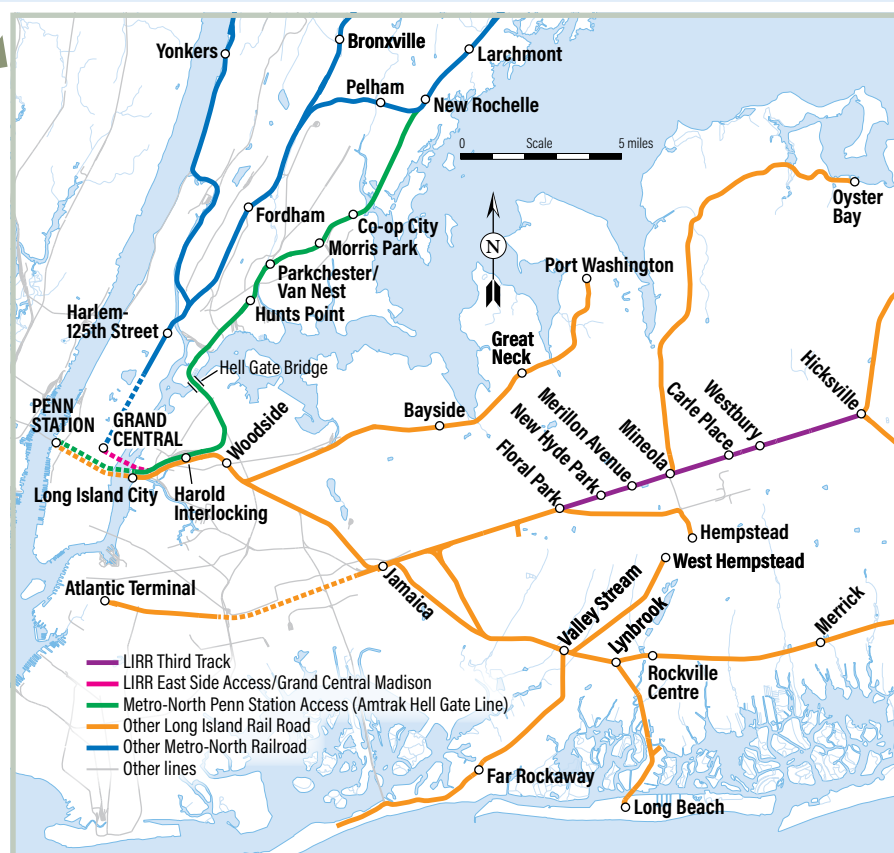 Yonkers
Bronxville
Larchmont
Pelham
New Rochelle
0 Scale 5 miles
Oyster
Bay
Fordham
Co-op City
Morris Park
N
Parkchester/
Van Nest
Port Washington
Hunts Point
Harlem-
125th Street
Great
Neck
Hell Gate Bridge
Hicksville
PENN
STATION
GRAND
CENTRAL
Woodside
Bayside
Westbury
Carle Place
Mineola
Merillon Avenue
New Hyde Park
Floral Park
Long Island City
Harold
Interlocking
Hempstead
West Hempstead
Atlantic Terminal
Jamaica
Valley Stream
Lynbrook
Merrick
Rockville
Centre
LIRR Third Track
LIRR East Side Access/Grand Central Madison
Metro-North Penn Station Access (Amtrak Hell Gate Line)
Other Long Island Rail Road
Other Metro-North Railroad
Other lines
Far Rockaway
Long Beach